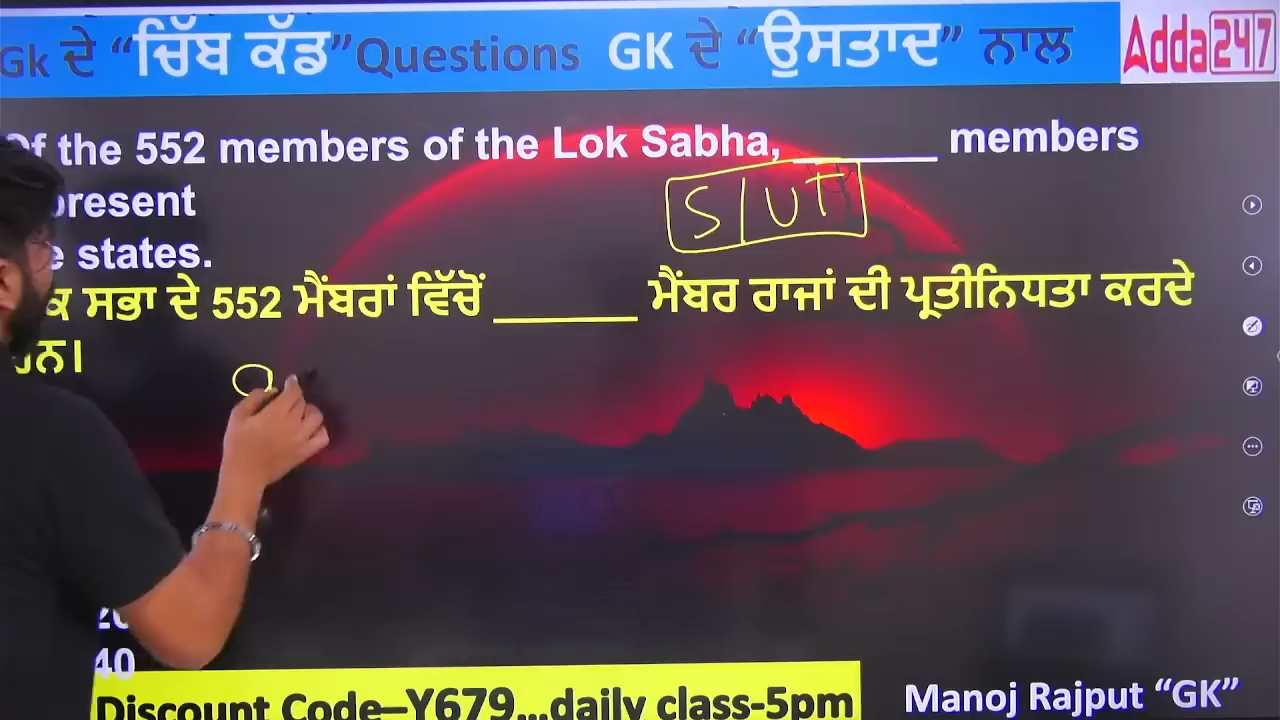 Gk ਦੇ “ਚਿੱਬ ਕੱਡ”Questions GK ਦੇ “ਉਸਤਾਦ” ਨਾਲ
Adda247
Of the 552 members of the Lok Sabha, ______ members
present
states.
S/UT
ਸਭਾ ਦੇ 552 ਮੈਂਬਰਾਂ ਵਿੱਚੋਂ ______ ਮੈਂਬਰ ਰਾਜਾਂ ਦੀ ਪ੍ਰਤੀਨਿਧਤਾ ਕਰਦੇ
ਹਨ।
20
40
Discount Code–Y679...daily class-5pm
Manoj Rajput “GK”